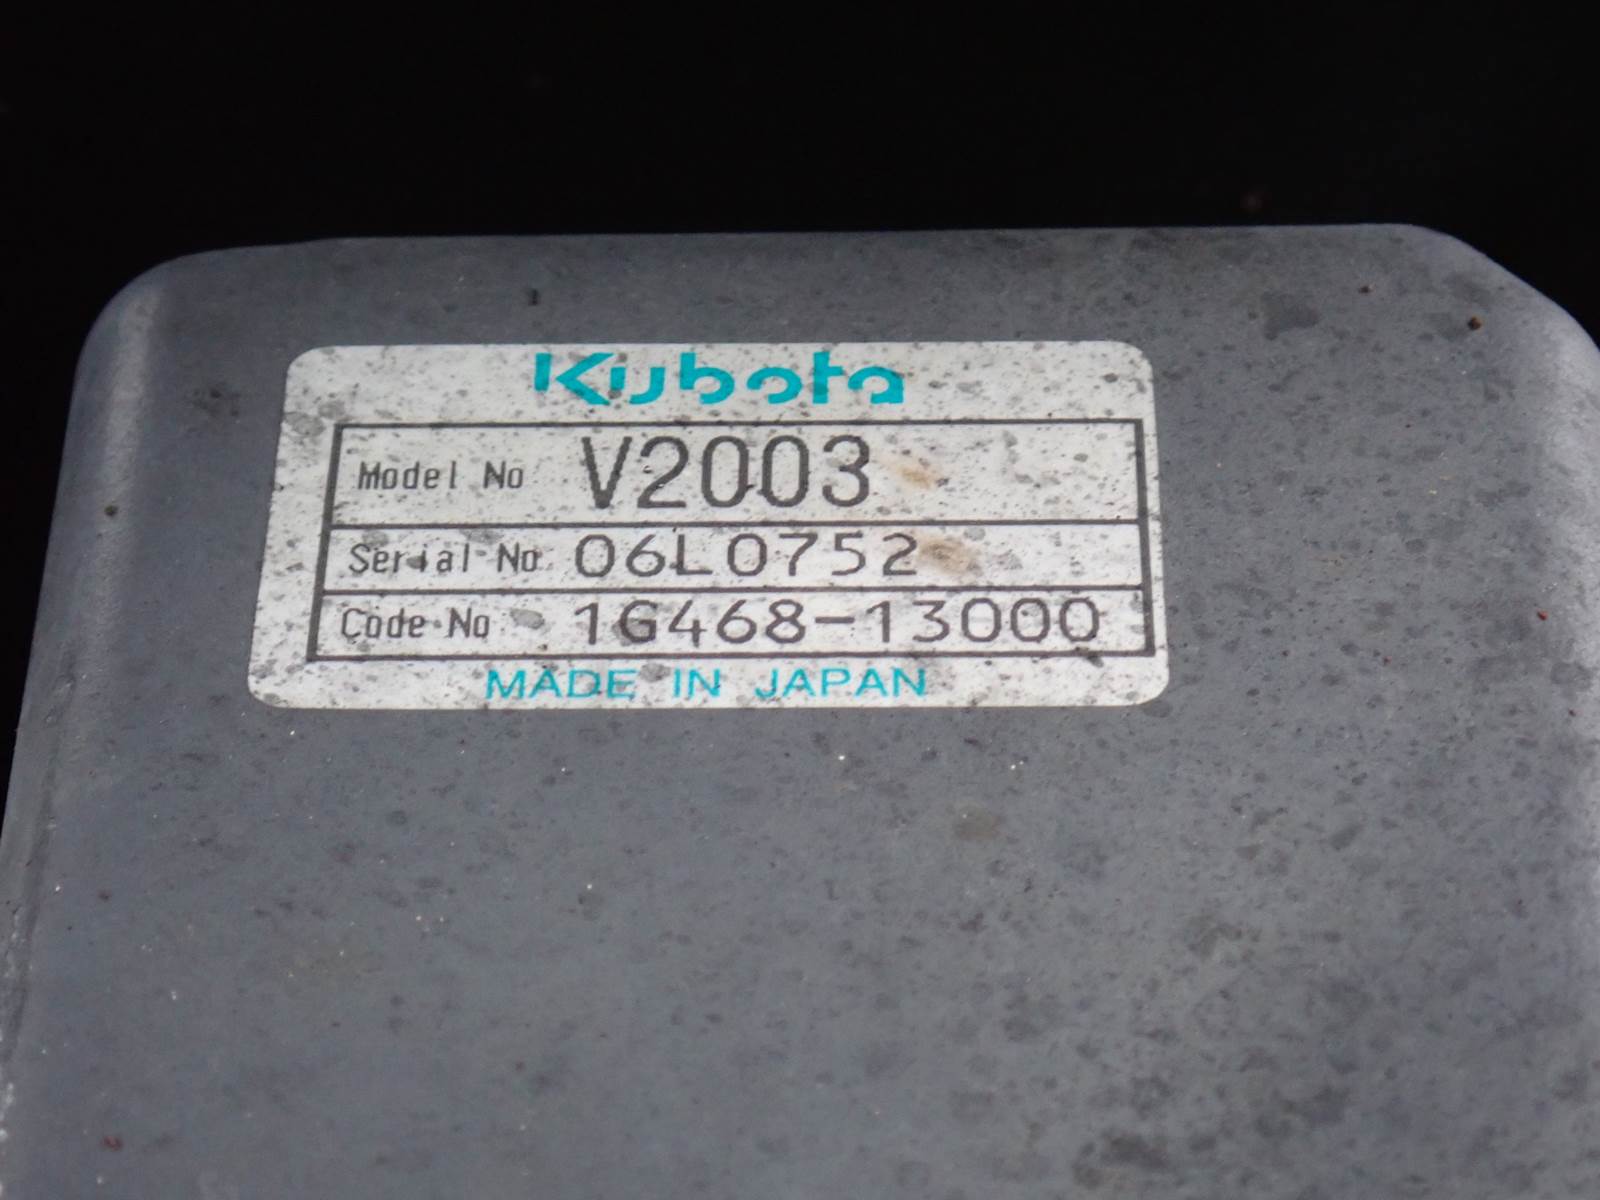 Kubota
Model No V2003
Serial No 06L0752
Code No 1G468-13000
MADE IN JAPAN